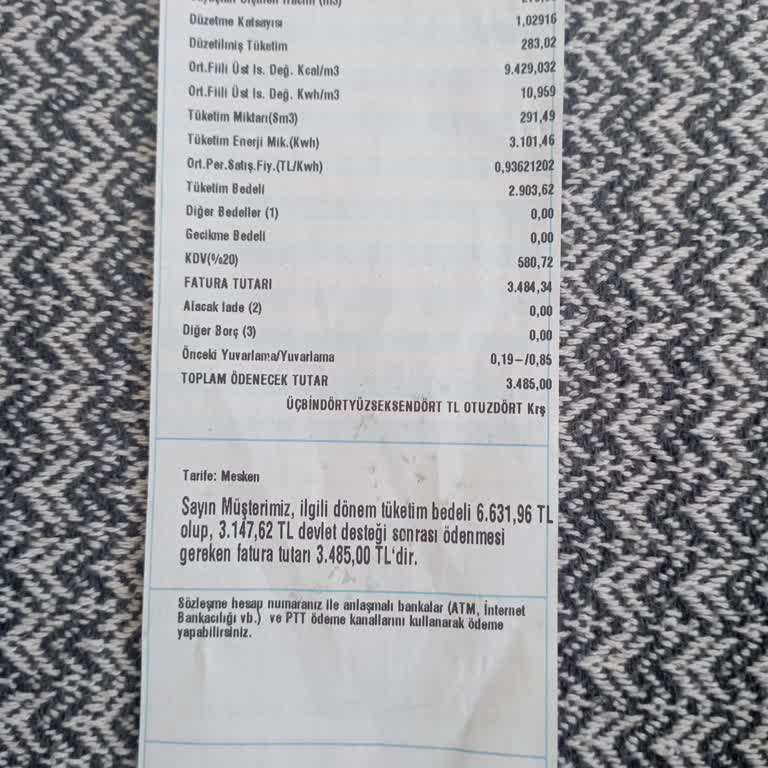 Düzetme Katsayısı 1,02916
Düzetilmiş Tüketim 283,02
Ort.Fiili Üst Is. Değ. Kcal/m3 9.429,032
Ort.Fiili Üst Is. Değ. Kwh/m3 10,959
Tüketim Miktarı(Sm3) 291,49
Tüketim Enerji Mik.(Kwh) 3.101,46
Ort.Per.Satış.Fiy.(TL/Kwh) 0,93621202
Tüketim Bedeli 2.903,62
Diğer Bedeller (1) 0,00
Gecikme Bedeli 0,00
KDV(%20) 580,72
FATURA TUTARI 3.484,34
Alacak Iade (2) 0,00
Diğer Borç (3) 0,00
Önceki Yuvarlama/Yuvarlama 0,19-/0,85
TOPLAM ÖDENECEK TUTAR 3.485,00
ÜÇBİNDÖRTYÜZSEKSENDÖRT TL OTUZDÖRT Krş
Tarife: Mesken
Sayın Müşterimiz, ilgili dönem tüketim bedeli 6.631,96 TL
olup, 3.147,62 TL devlet desteği sonrası ödenmesi
gereken fatura tutarı 3.485,00 TL'dir.
Sözleşme hesap numaranız ile anlaşmalı bankalar (ATM, İnternet
Bankacılığı vb.) ve PTT ödeme kanallarını kullanarak ödeme
yapabilirsiniz.